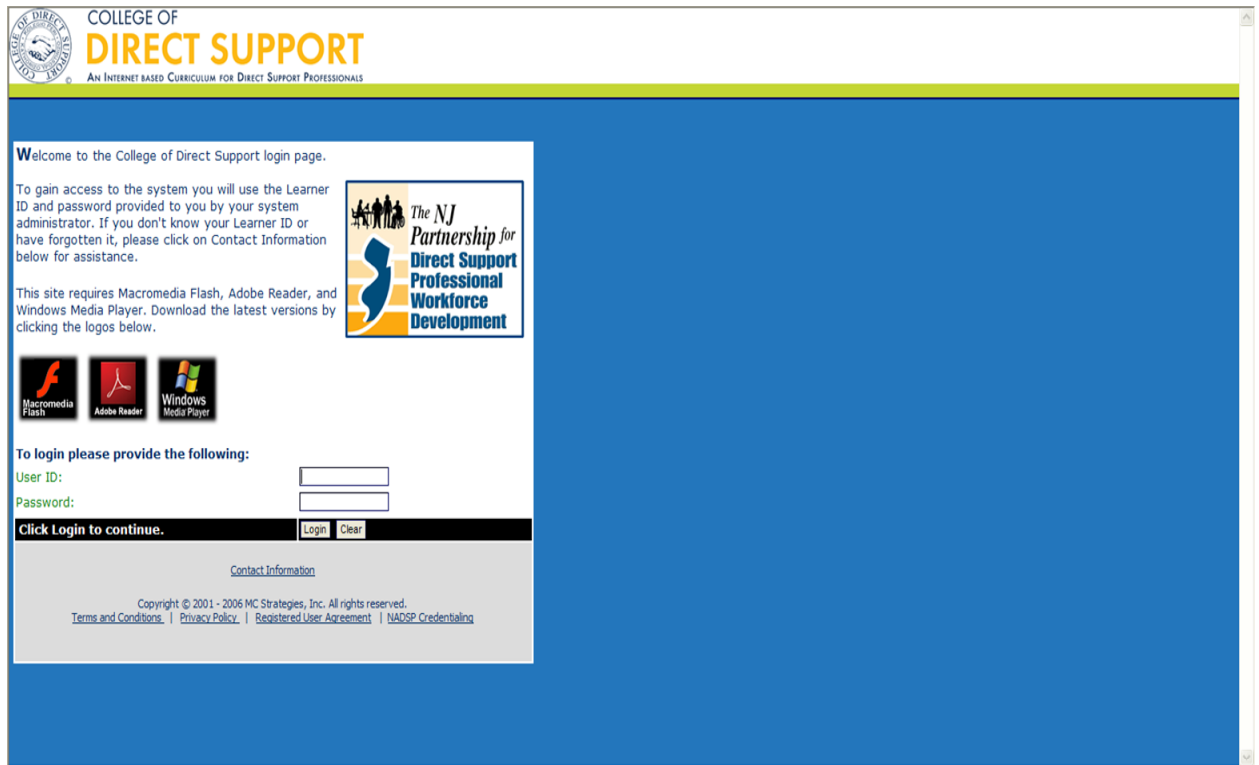 COLLEGE OF DIRECT SUPPORT
COLLEGE OF
DIRECT SUPPORT
AN INTERNET BASED CURRICULUM FOR DIRECT SUPPORT PROFESSIONALS
©
Welcome to the College of Direct Support login page.
To gain access to the system you will use the Learner
ID and password provided to you by your system
administrator. If you don't know your Learner ID or
have forgotten it, please click on Contact Information
below for assistance.
This site requires Macromedia Flash, Adobe Reader, and
Windows Media Player. Download the latest versions by
clicking the logos below.
The NJ
Partnership for
Direct Support
Professional
Workforce
Development
Macromedia
Flash
Adobe Reader
Windows
Media Player
To login please provide the following:
User ID:
Password:
Click Login to continue.
Login Clear
Contact Information
Copyright © 2001 - 2006 MC Strategies, Inc. All rights reserved.
Terms and Conditions | Privacy Policy | Registered User Agreement | NADSP Credentialing